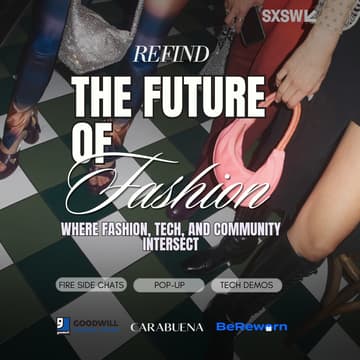 SXSW
REFIND
THE FUTURE
OF
Fashion
WHERE FASHION, TECH, AND COMMUNITY
INTERSECT
FIRE SIDE CHATS
POP-UP
TECH DEMOS
GOODWILL
CARABUENA
BeReworn